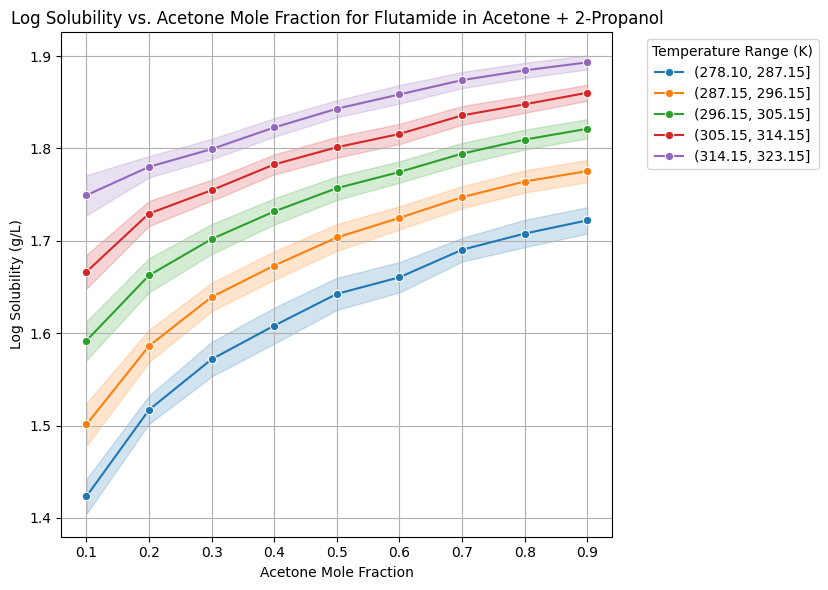 Log Solubility vs. Acetone Mole Fraction for Flutamide in Acetone + 2-Propanol
Log Solubility (g/L)
1.9
1.8
1.7
1.6
1.5
1.4
0.1 0.2 0.3 0.4 0.5 0.6 0.7 0.8 0.9
Acetone Mole Fraction
Temperature Range (K)
(278.10, 287.15]
(287.15, 296.15]
(296.15, 305.15]
(305.15, 314.15]
(314.15, 323.15]